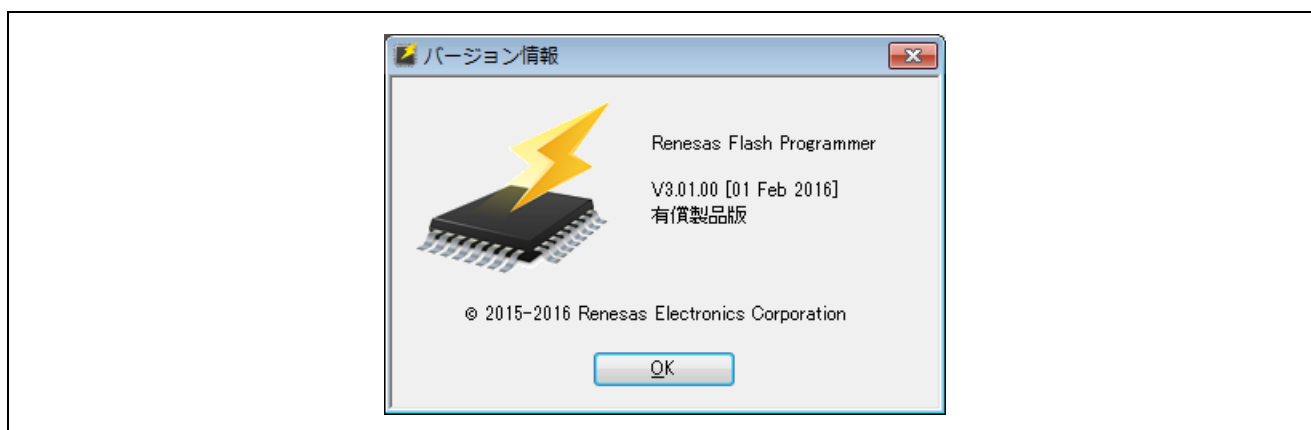 バージョン情報
Renesas Flash Programmer
V3.01.00 [01 Feb 2016]
有償製品版
© 2015-2016 Renesas Electronics Corporation
OK